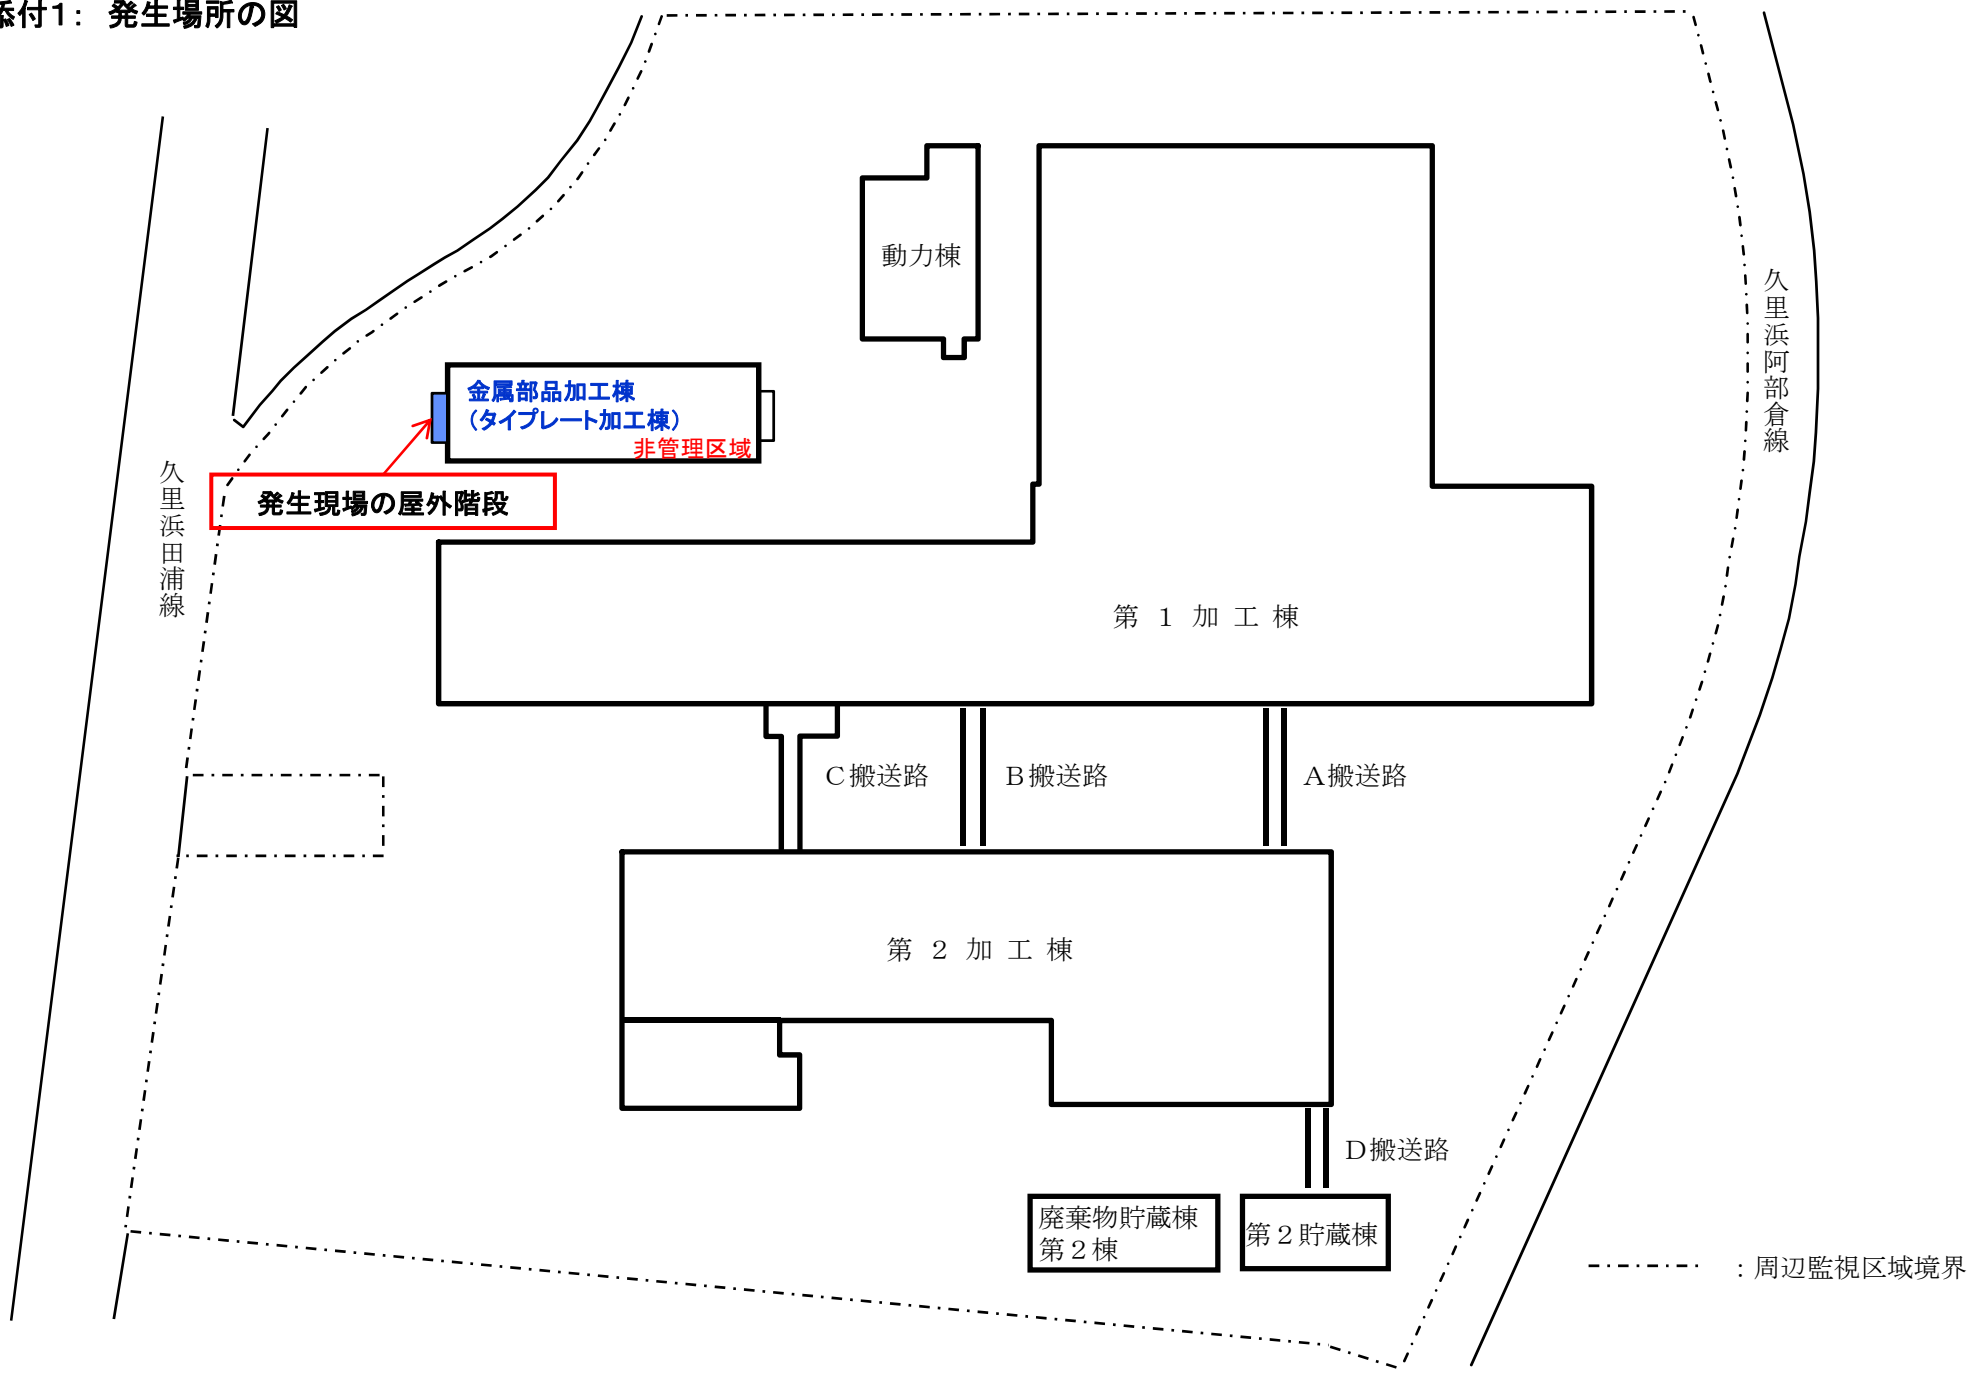 添付1： 発生場所の図
動力棟
久里浜阿部倉線
金属部品加工棟
（タイプレート加工棟）
非管理区域
発生現場の屋外階段
久里浜田浦線
第１加工棟
Ｃ搬送路
Ｂ搬送路
Ａ搬送路
第２加工棟
Ｄ搬送路
廃棄物貯蔵棟
第２棟
第２貯蔵棟
：周辺監視区域境界